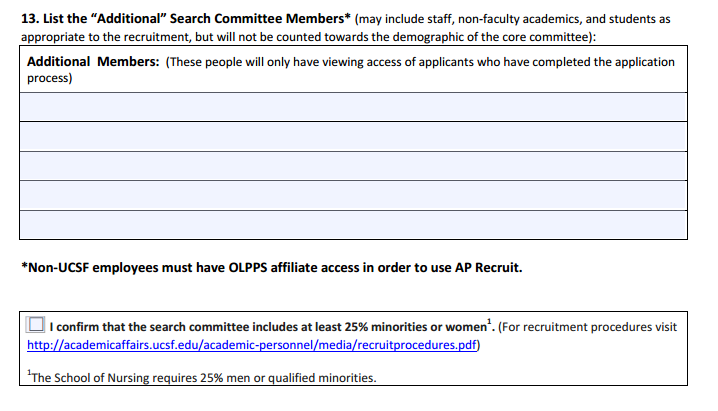 13. List the “Additional” Search Committee Members* (may include staff, non-faculty academics, and students as
appropriate to the recruitment, but will not be counted towards the demographic of the core committee):
Additional Members: (These people will only have viewing access of applicants who have completed the application
process)
*Non-UCSF employees must have OLPPS affiliate access in order to use AP Recruit.
I confirm that the search committee includes at least 25% minorities or women¹. (For recruitment procedures visit
http://academicaffairs.ucsf.edu/academic-personnel/media/recruitprocedures.pdf)
¹The School of Nursing requires 25% men or qualified minorities.